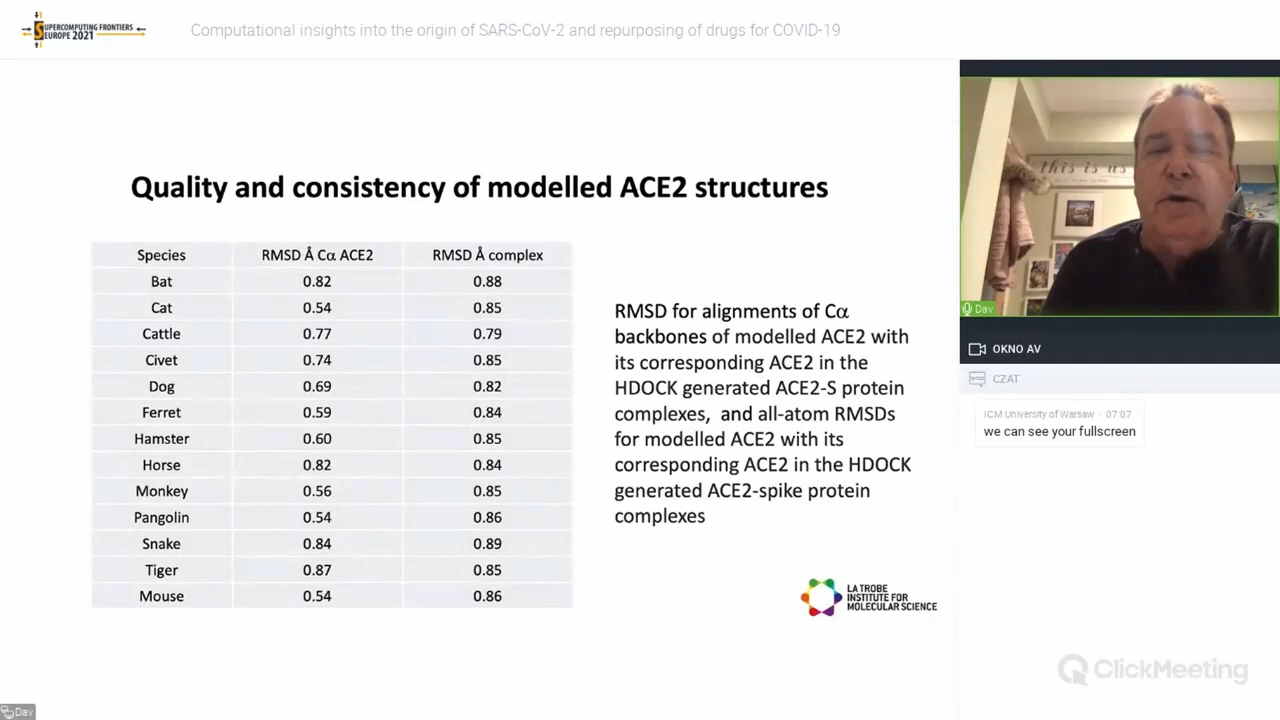 SUPERCOMPUTING FRONTIERS
EUROPE 2021
Computational insights into the origin of SARS-CoV-2 and repurposing of drugs for COVID-19
Quality and consistency of modelled ACE2 structures
Species RMSD Å Cα ACE2 RMSD Å complex
Bat 0.82 0.88
Cat 0.54 0.85
Cattle 0.77 0.79
Civet 0.74 0.85
Dog 0.69 0.82
Ferret 0.59 0.84
Hamster 0.60 0.85
Horse 0.82 0.84
Monkey 0.56 0.85
Pangolin 0.54 0.86
Snake 0.84 0.89
Tiger 0.87 0.85
Mouse 0.54 0.86
RMSD for alignments of Cα
backbones of modelled ACE2 with
its corresponding ACE2 in the
HDOCK generated ACE2-S protein
complexes, and all-atom RMSDs
for modelled ACE2 with its
corresponding ACE2 in the HDOCK
generated ACE2-spike protein
complexes
LA TROBE
INSTITUTE FOR
MOLECULAR SCIENCE
this is us
Dav
OKNO AV
CZAT
ICM University of Warsaw · 07:07
we can see your fullscreen
ClickMeeting
Dav